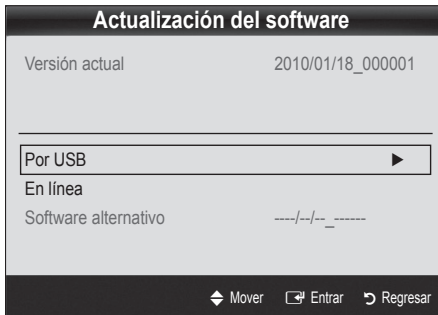 Actualización del software
Versión actual 2010/01/18_000001
Por USB ►
En línea
Software alternativo ----/--/--_------
Mover Entrar Regresar